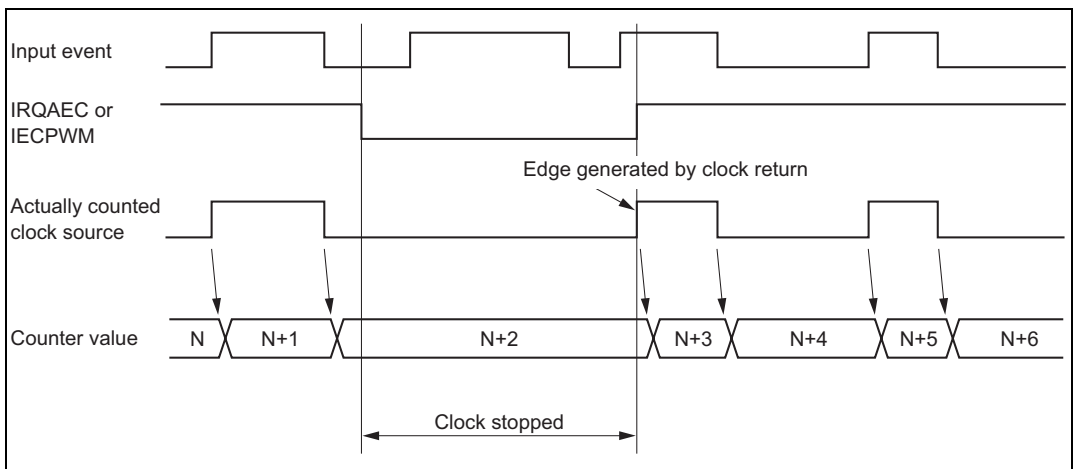 Input event
IRQAEC or
IECPWM
Edge generated by clock return
Actually counted
clock source
Counter value
N
N+1
N+2
N+3
N+4
N+5
N+6
Clock stopped